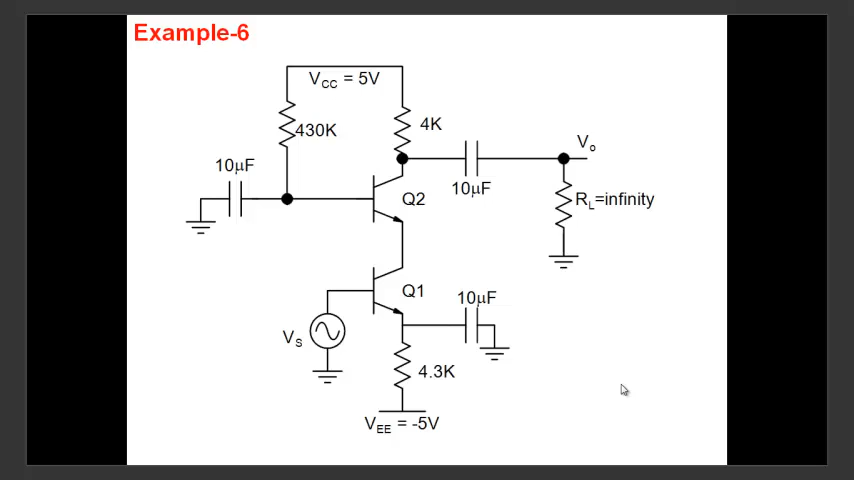 Example-6
V_CC = 5V
430K
4K
10μF
V_o
10μF
Q2
R_L=infinity
Q1
10μF
V_S
4.3K
V_EE = -5V